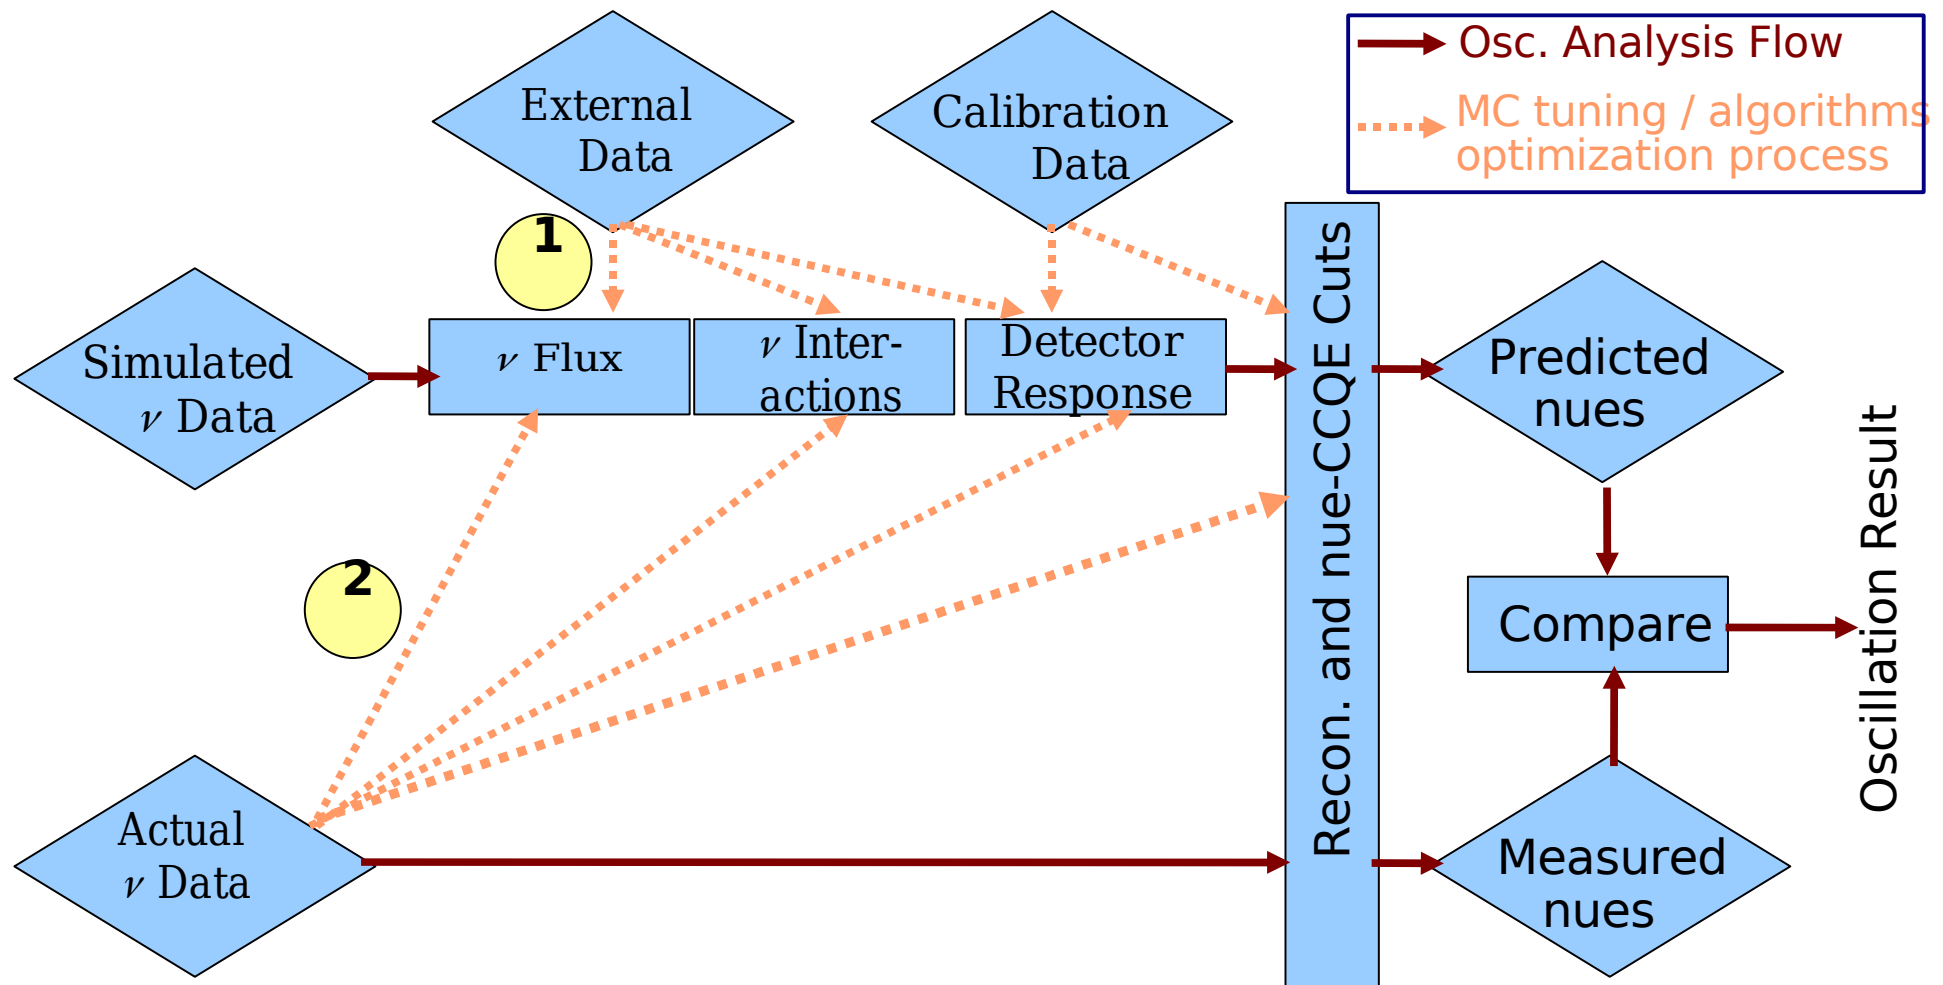 Osc. Analysis Flow
MC tuning / algorithms
optimization process
External
Data
Calibration
Data
1
Simulated
ν Data
ν Flux
ν Inter-
actions
Detector
Response
Recon. and nue-CCQE Cuts
Predicted
nues
2
Compare
Oscillation Result
Actual
ν Data
Measured
nues